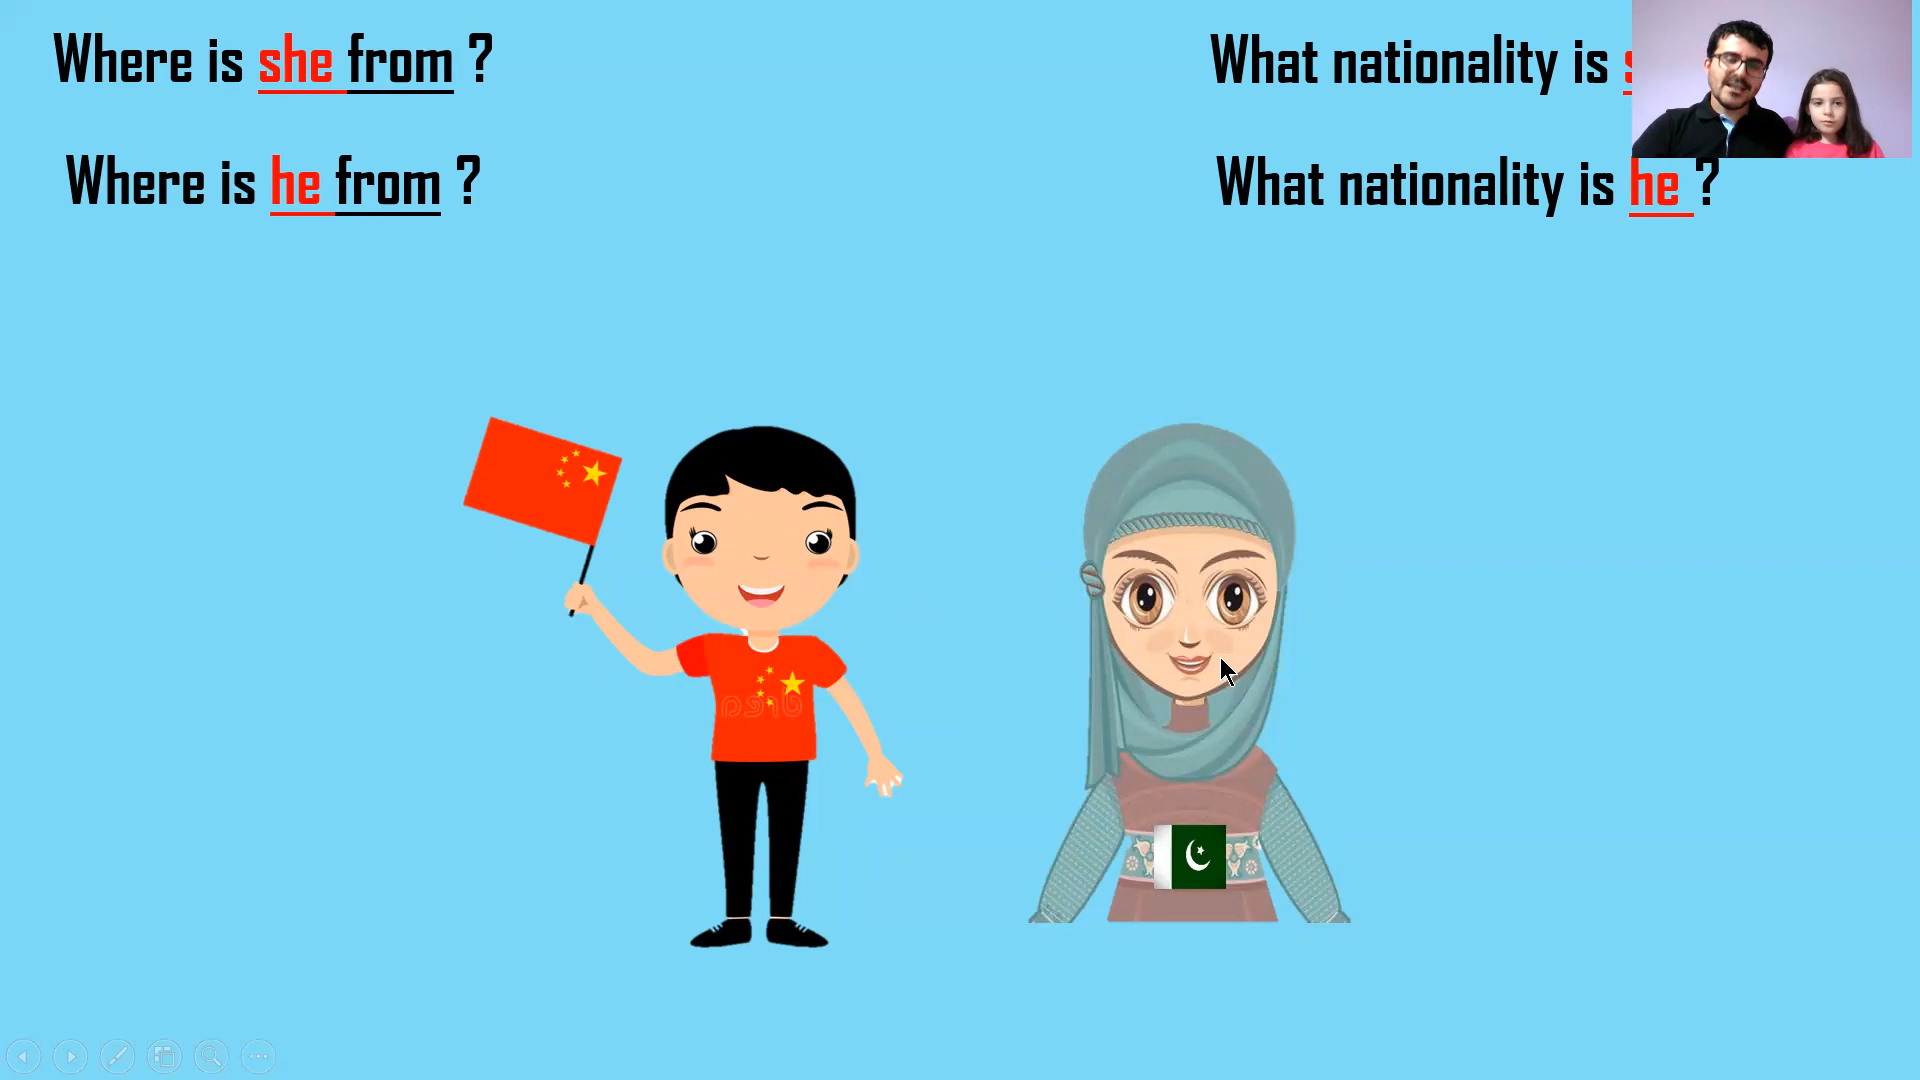 Where is she from ?
What nationality is
Where is he from ?
What nationality is he ?